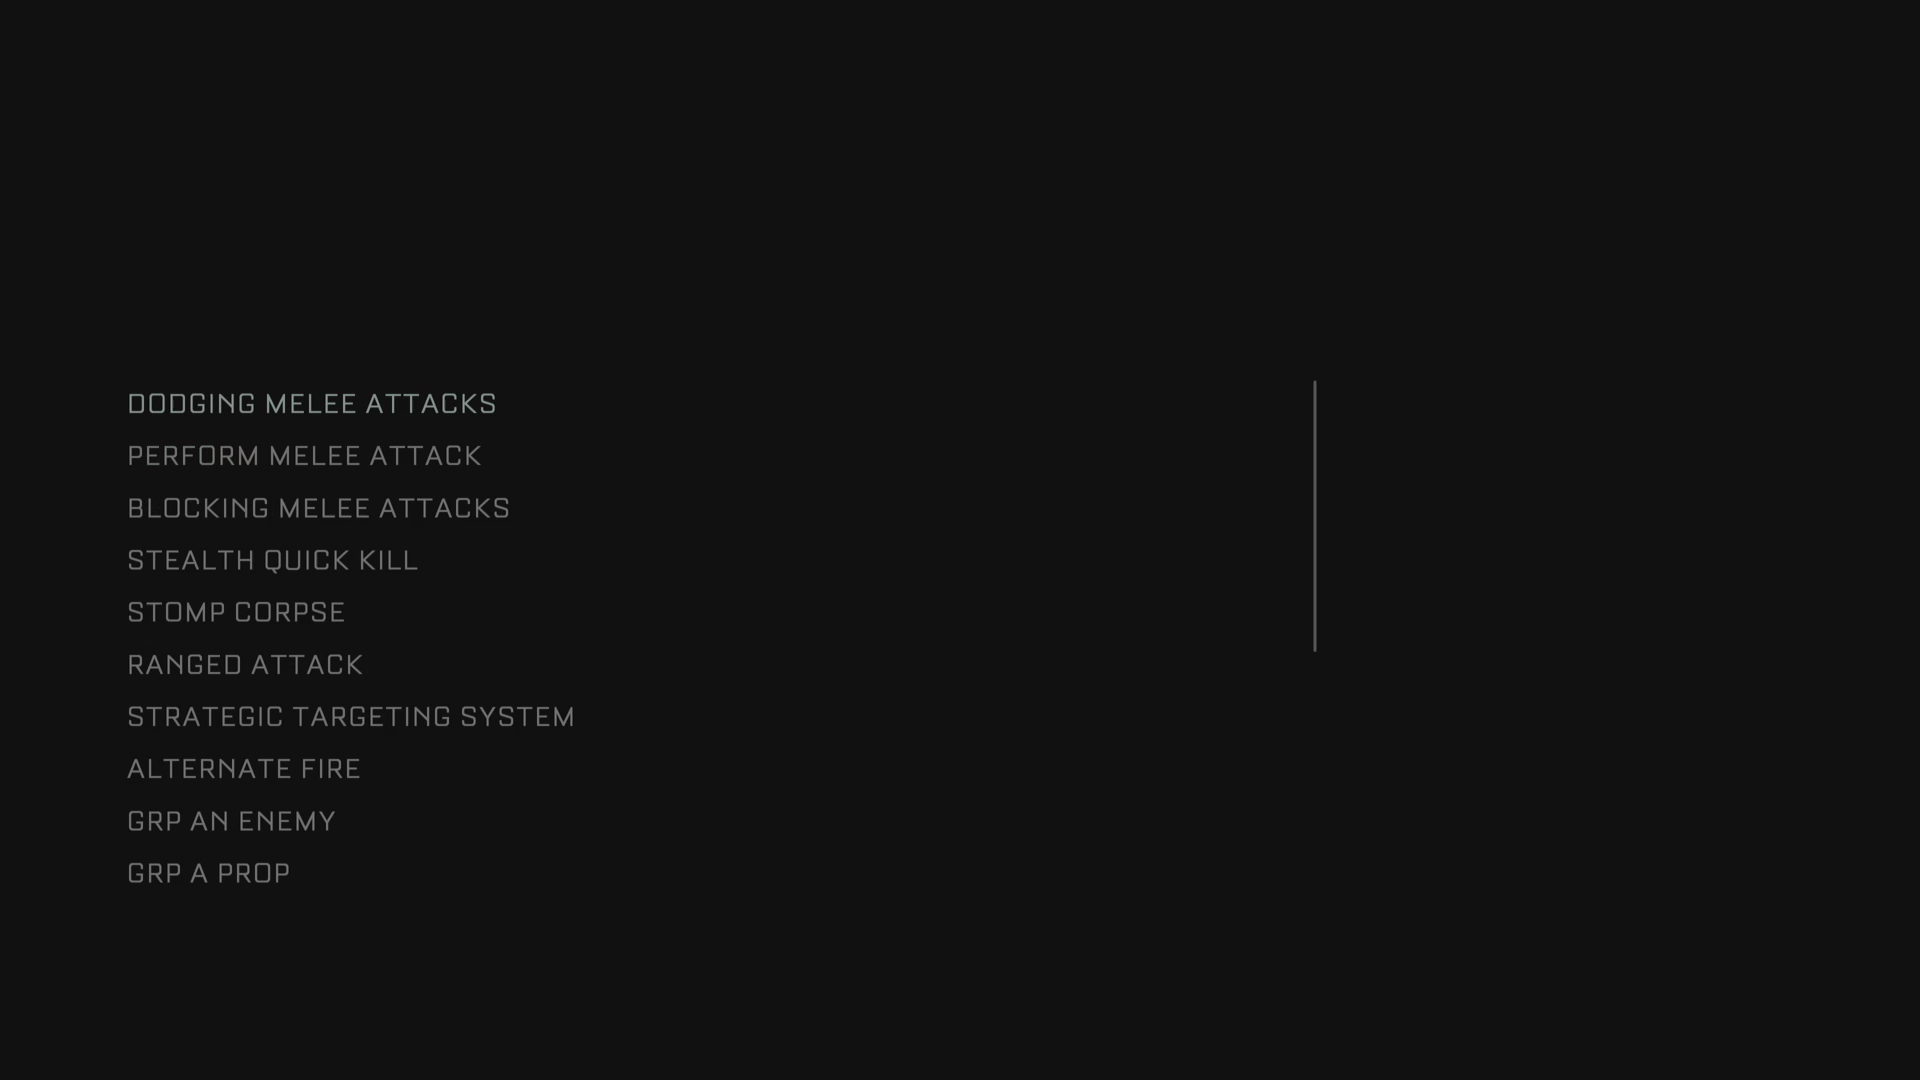 DODGING MELEE ATTACKS
PERFORM MELEE ATTACK
BLOCKING MELEE ATTACKS
STEALTH QUICK KILL
STOMP CORPSE
RANGED ATTACK
STRATEGIC TARGETING SYSTEM
ALTERNATE FIRE
GRP AN ENEMY
GRP A PROP